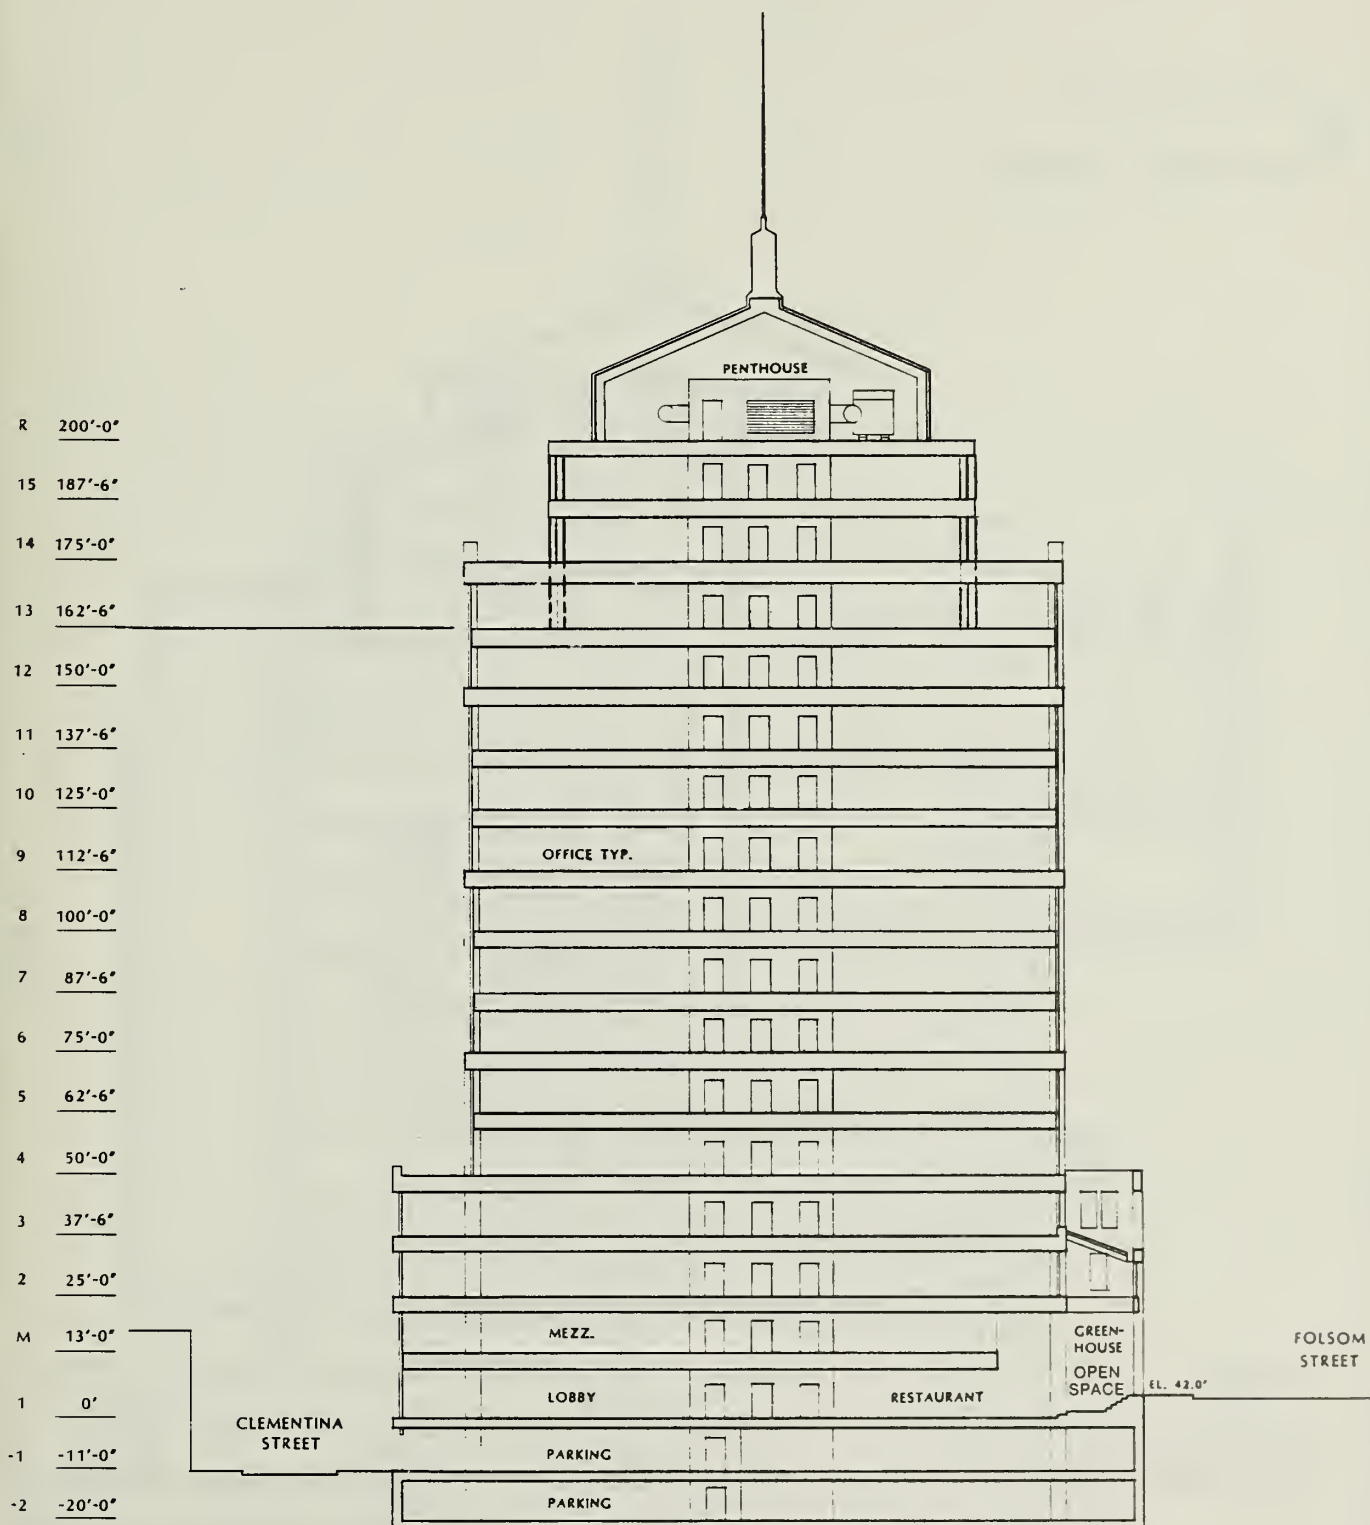 PENTHOUSE
R 200'-0"
15 187'-6"
14 175'-0"
13 162'-6"
12 150'-0"
11 137'-6"
10 125'-0"
9 112'-6"
OFFICE TYP.
8 100'-0"
7 87'-6"
6 75'-0"
5 62'-6"
4 50'-0"
3 37'-6"
2 25'-0"
M 13'-0"
MEZZ.
GREEN-
HOUSE
OPEN
SPACE
FOLSOM
STREET
EL. 42.0'
1 0'
LOBBY
RESTAURANT
CLEMENTINA
STREET
-1 -11'-0"
PARKING
-2 -20'-0"
PARKING